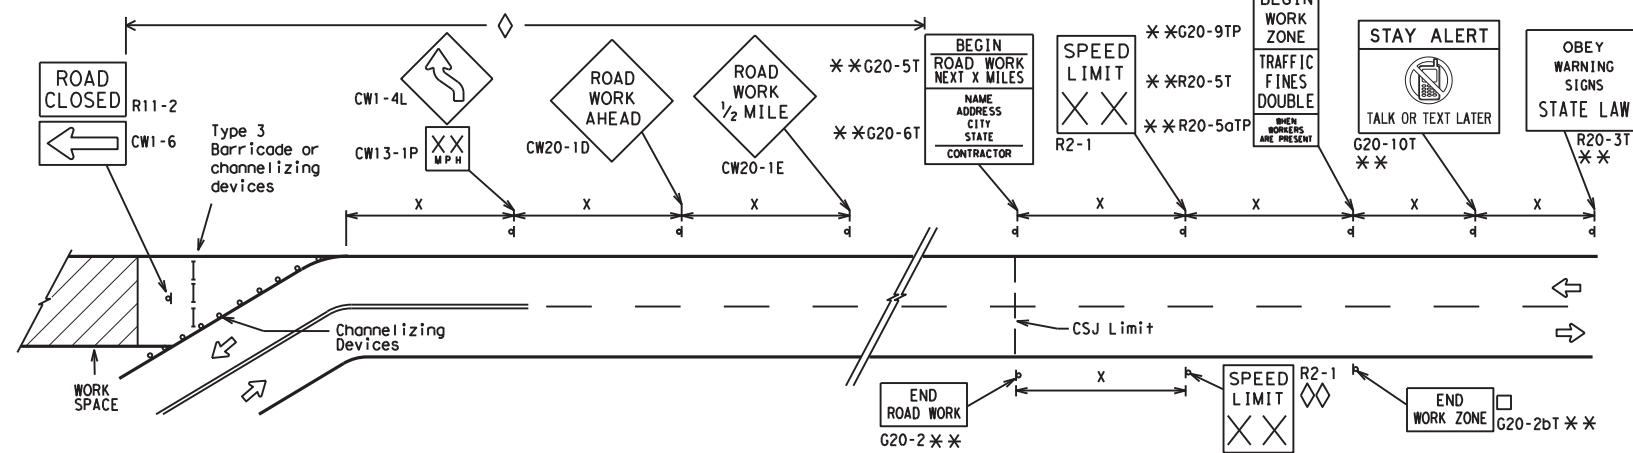 ROAD
CLOSED
R11-2
CW1-6
Type 3
Barricade or
channelizing
devices
CW1-4L
XX
MPH
CW13-1P
ROAD
WORK
AHEAD
CW20-1D
ROAD
WORK
1/2 MILE
CW20-1E
* *G20-5T
* *G20-6T
BEGIN
ROAD WORK
NEXT X MILES
NAME
ADDRESS
CITY
STATE
CONTRACTOR
SPEED
LIMIT
X X
R2-1
* *G20-9TP
* *R20-5T
* *R20-5aTP
BEGIN
WORK
ZONE
TRAFFIC
FINES
DOUBLE
WHEN
WORKERS
ARE PRESENT
STAY ALERT
TALK OR TEXT LATER
G20-10T
* *
OBEY
WARNING
SIGNS
STATE LAW
R20-3T
* *
X
X
X
X
X
X
X
Channelizing
Devices
WORK
SPACE
CSJ Limit
END
ROAD WORK
G20-2 * *
X
SPEED
LIMIT
X X
R2-1
END
WORK ZONE
G20-2bT * *